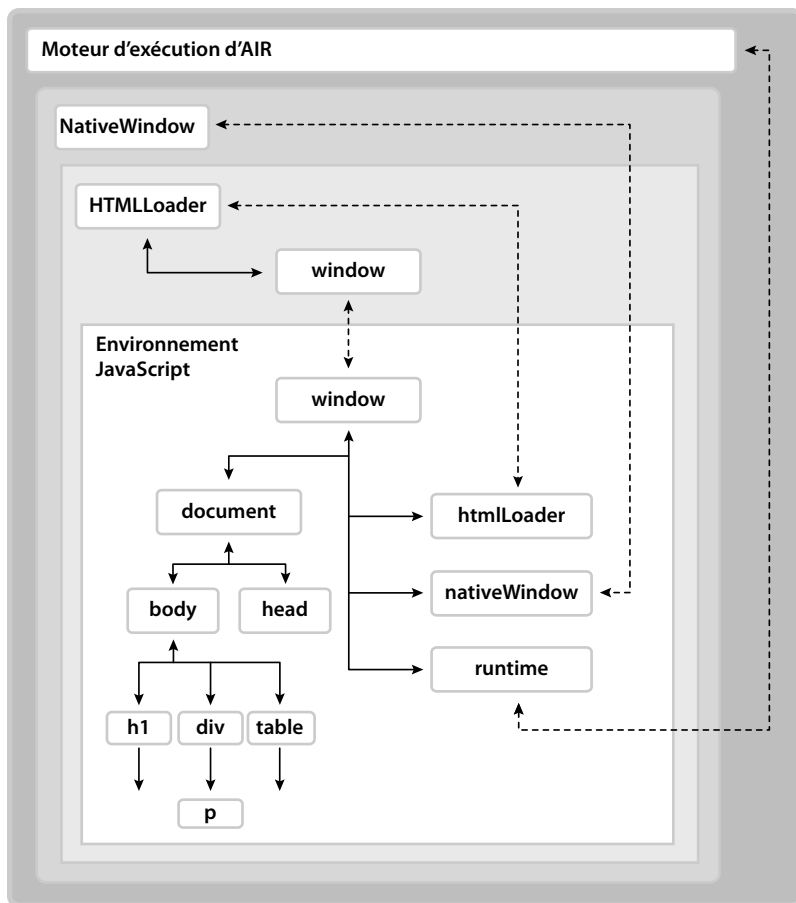 Moteur d’exécution d’AIR
NativeWindow
HTMLLoader
window
Environnement
JavaScript
window
document
htmlLoader
body
head
nativeWindow
runtime
h1
div
table
p